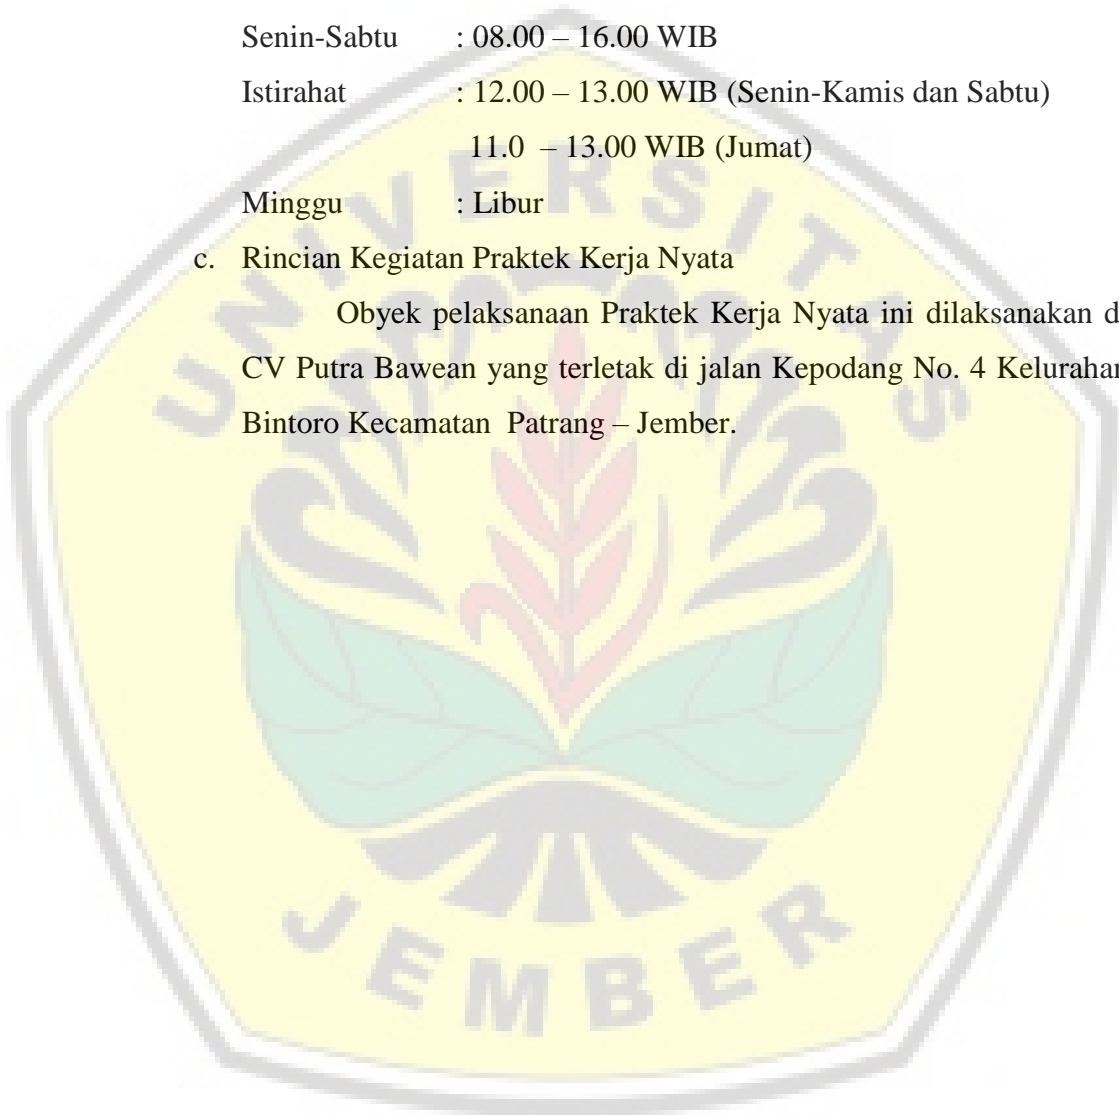 Senin-Sabtu : 08.00 – 16.00 WIB
Istirahat : 12.00 – 13.00 WIB (Senin-Kamis dan Sabtu)
11.0 – 13.00 WIB (Jumat)
Minggu : Libur
c. Rincian Kegiatan Praktek Kerja Nyata
Obyek pelaksanaan Praktek Kerja Nyata ini dilaksanakan d
CV Putra Bawean yang terletak di jalan Kepodang No. 4 Kelurahan
Bintoro Kecamatan Patrang – Jember.
UNIVERSITAS
JEMBER